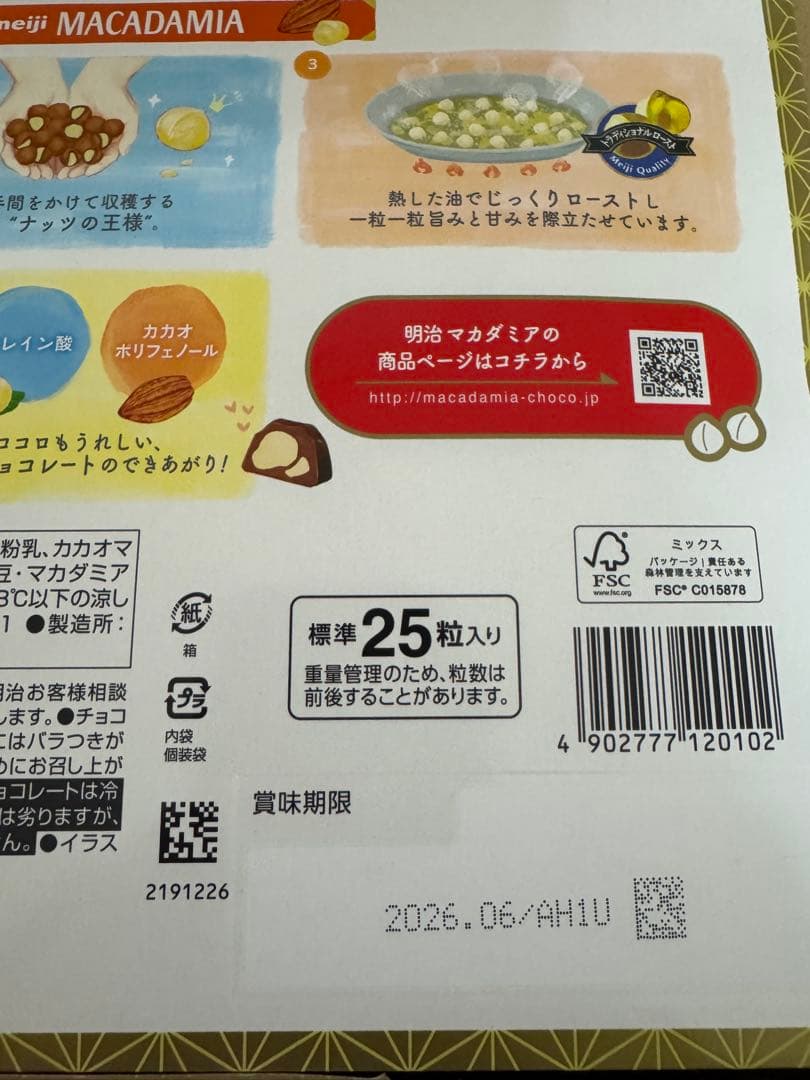 meiji MACADAMIA
3
手間をかけて収穫する
"ナッツの王様"。
トラディショナルロースト
Meiji Quality
熱した油でじっくりローストし
一粒一粒旨みと甘みを際立たせています。
レイン酸
カカオ
ポリフェノール
ココロもうれしい、
ョコレートのできあがり!
明治 マカダミアの
商品ページはコチラから
http://macadamia-choco.jp
粉乳、カカオマ
豆・マカダミア
8℃以下の涼し
1 ●製造所:
紙
箱
プラ
内袋
個装袋
標準25粒入り
重量管理のため、粒数は
前後することがあります。
FSC
www.fsc.org
ミックス
パッケージ|責任ある
森林管理を支えています
FSC® C015878
4 902777 120102
明治お客様相談
します。●チョコ
にはバラつきが
めにお召し上が
ョコレートは冷
は劣りますが、
ん。●イラス
2191226
賞味期限
2026.06/AH1U